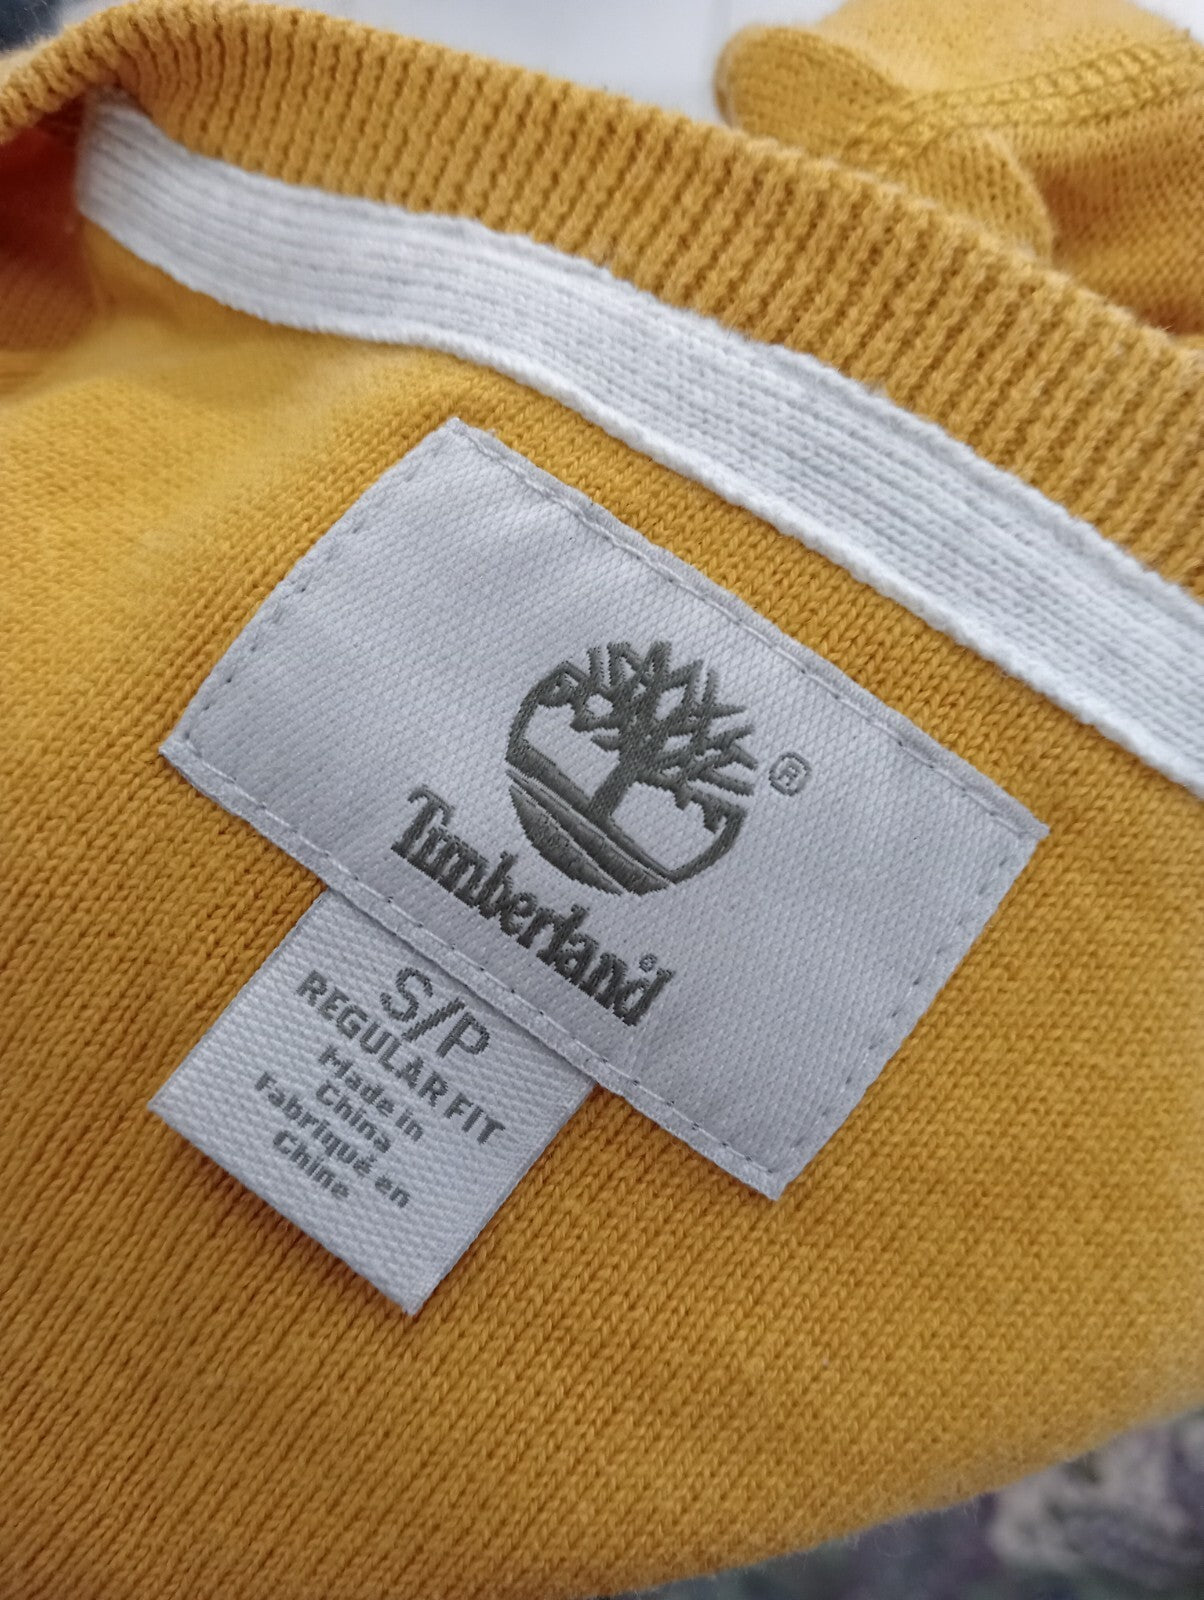 ®
Timberland®
S/P
REGULAR FIT
Made in
China
Fabriqué en
Chine